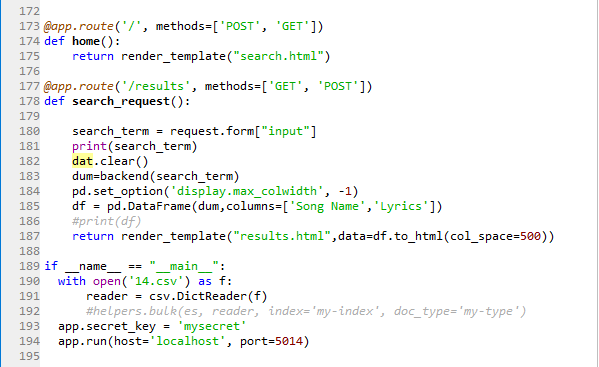 172
173 @app.route('/', methods=['POST', 'GET'])
174 def home():
175     return render_template("search.html")
176
177 @app.route('/results', methods=['GET', 'POST'])
178 def search_request():
179
180     search_term = request.form["input"]
181     print(search_term)
182     dat.clear()
183     dum=backend(search_term)
184     pd.set_option('display.max_colwidth', -1)
185     df = pd.DataFrame(dum,columns=['Song Name','Lyrics'])
186     #print(df)
187     return render_template("results.html",data=df.to_html(col_space=500))
188
189 if __name__ == "__main__":
190   with open('14.csv') as f:
191       reader = csv.DictReader(f)
192       #helpers.bulk(es, reader, index='my-index', doc_type='my-type')
193   app.secret_key = 'mysecret'
194   app.run(host='localhost', port=5014)
195